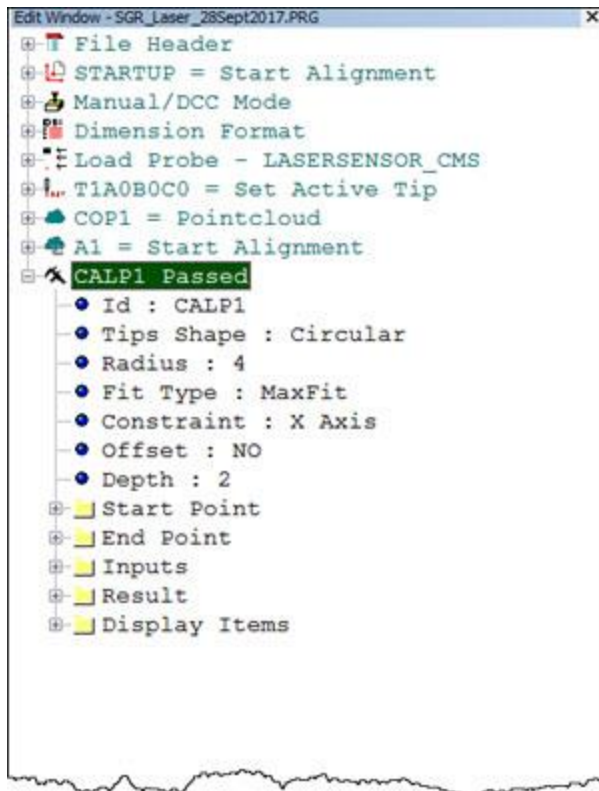 Edit Window - SGR_Laser_28Sept2017.PRG
File Header
STARTUP = Start Alignment
Manual/DCC Mode
Dimension Format
Load Probe - LASERSENSOR_CMS
T1A0B0C0 = Set Active Tip
COP1 = Pointcloud
A1 = Start Alignment
CALP1 Passed
Id : CALP1
Tips Shape : Circular
Radius : 4
Fit Type : MaxFit
Constraint : X Axis
Offset : NO
Depth : 2
Start Point
End Point
Inputs
Result
Display Items